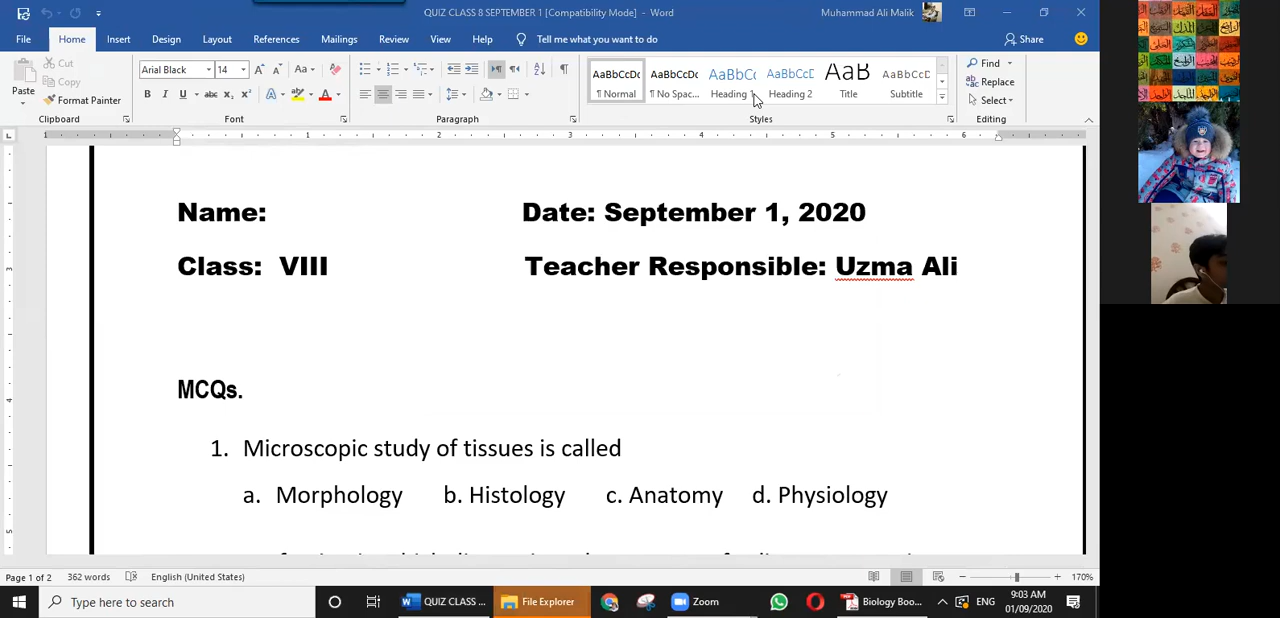 QUIZ CLASS 8 SEPTEMBER 1 [Compatibility Mode] - Word
Muhammad Ali Malik
File Home Insert Design Layout References Mailings Review View Help Tell me what you want to do Share
Paste
Cut
Copy
Format Painter
Arial Black 14
AaBbCcDc AaBbCcDc AaBbCc AaBbCcD AaB AaBbCcD
¶ Normal ¶ No Spac... Heading 1 Heading 2 Title Subtitle
Find
Replace
Select
Clipboard Font Paragraph Styles Editing
Name: Date: September 1, 2020
Class: VIII Teacher Responsible: Uzma Ali
MCQs.
1. Microscopic study of tissues is called
a. Morphology b. Histology c. Anatomy d. Physiology
Page 1 of 2 362 words English (United States) 170%
Type here to search
QUIZ CLASS ...
File Explorer
Zoom
Biology Boo...
ENG
9:03 AM
01/09/2020